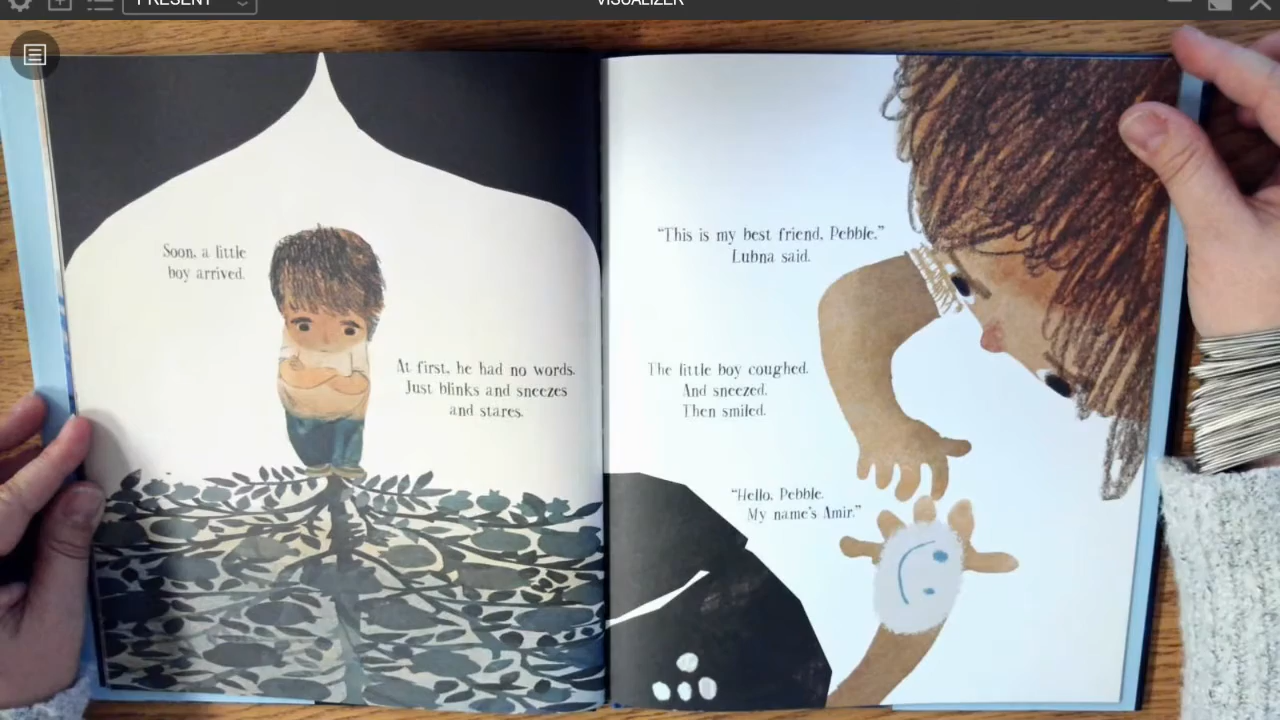 PRESENT
VISUALIZER
Soon, a little
boy arrived.
At first, he had no words.
Just blinks and sneezes
and stares.
“This is my best friend, Pebble,”
Lubna said.
The little boy coughed.
And sneezed.
Then smiled.
“Hello, Pebble.
My name’s Amir.”